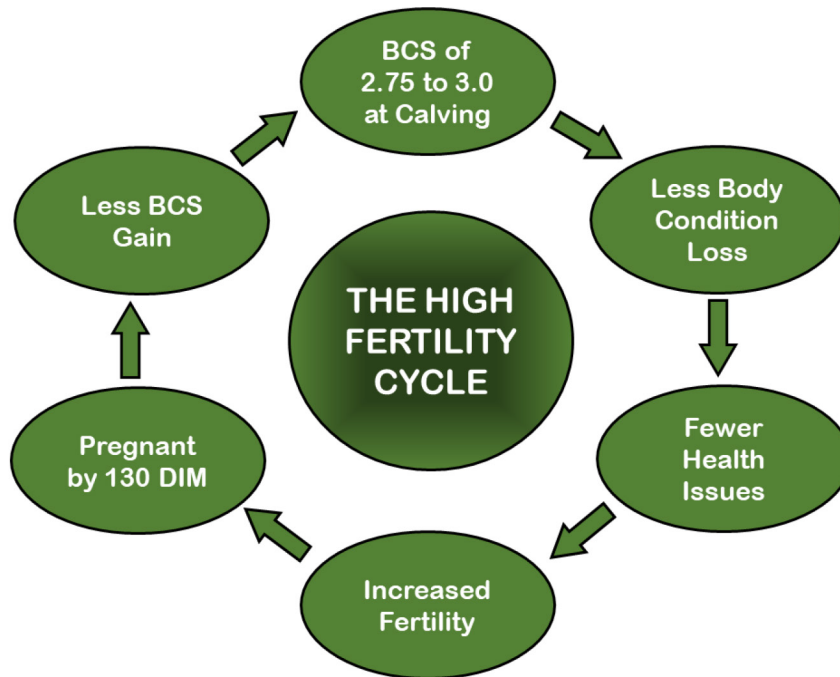 BCS of
2.75 to 3.0
at Calving
Less Body
Condition
Loss
Fewer
Health
Issues
Increased
Fertility
Pregnant
by 130 DIM
Less BCS
Gain
THE HIGH
FERTILITY
CYCLE